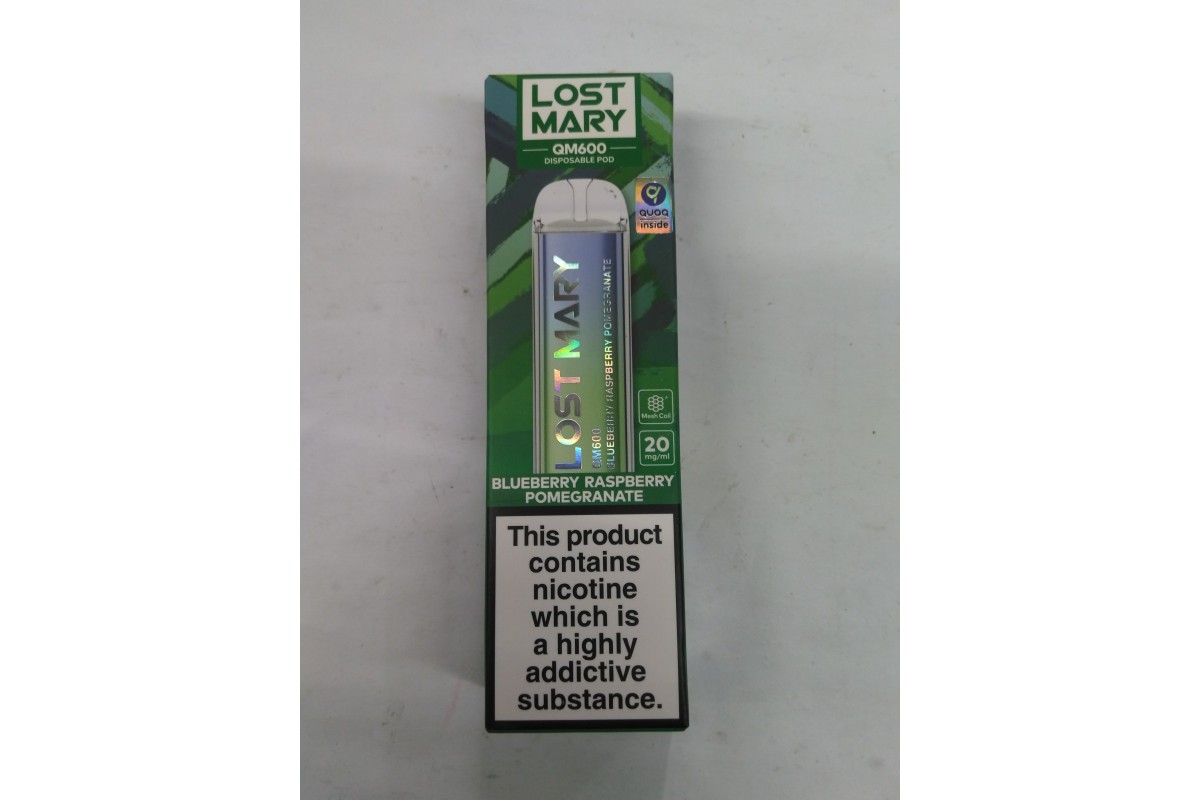 LOST
MARY
QM600
DISPOSABLE POD
QUAQ
inside
LOST MARY
QM600
BLUEBERRY RASPBERRY POMEGRANATE
Mesh Coil
20
mg/ml
BLUEBERRY RASPBERRY
POMEGRANATE
This product
contains
nicotine
which is
a highly
addictive
substance.